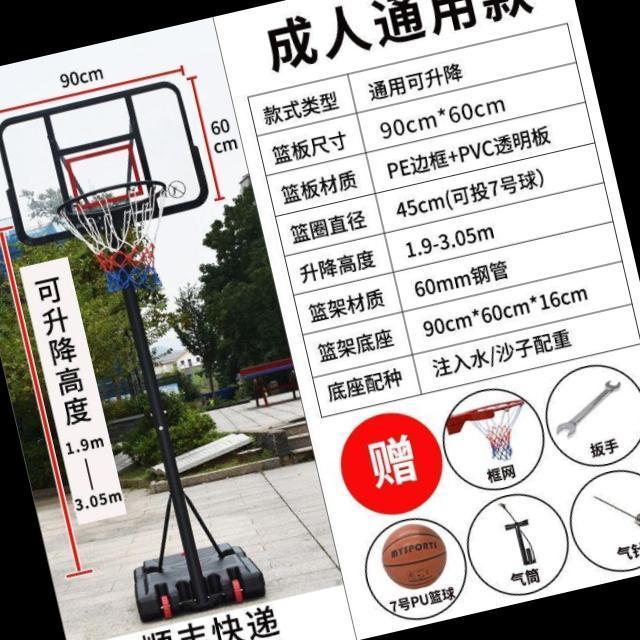 成人通用款
90cm
60
cm
可升降高度
1.9m
3.05m
顺丰快递
款式类型 通用可升降
篮板尺寸 90cm*60cm
篮板材质 PE边框+PVC透明板
篮圈直径 45cm(可投7号球)
升降高度 1.9-3.05m
篮架材质 60mm钢管
篮架底座 90cm*60cm*16cm
底座配种 注入水/沙子配重
赠
框网
扳手
MTSPORTS
7号PU篮球
气筒
气针